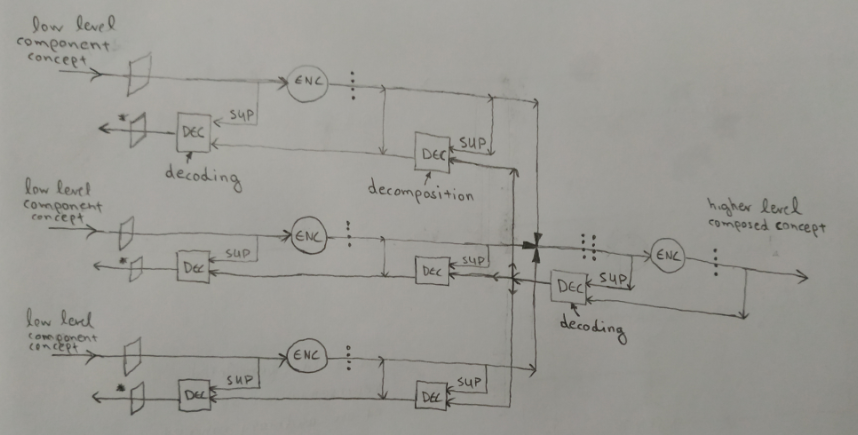 low level
component
concept
ENC
*
DEC
SUP
decoding
DEC
SUP
decomposition
low level
component
concept
ENC
*
DEC
SUP
DEC
SUP
higher level
composed concept
ENC
DEC
SUP
decoding
low level
component
concept
ENC
*
DEC
SUP
DEC
SUP